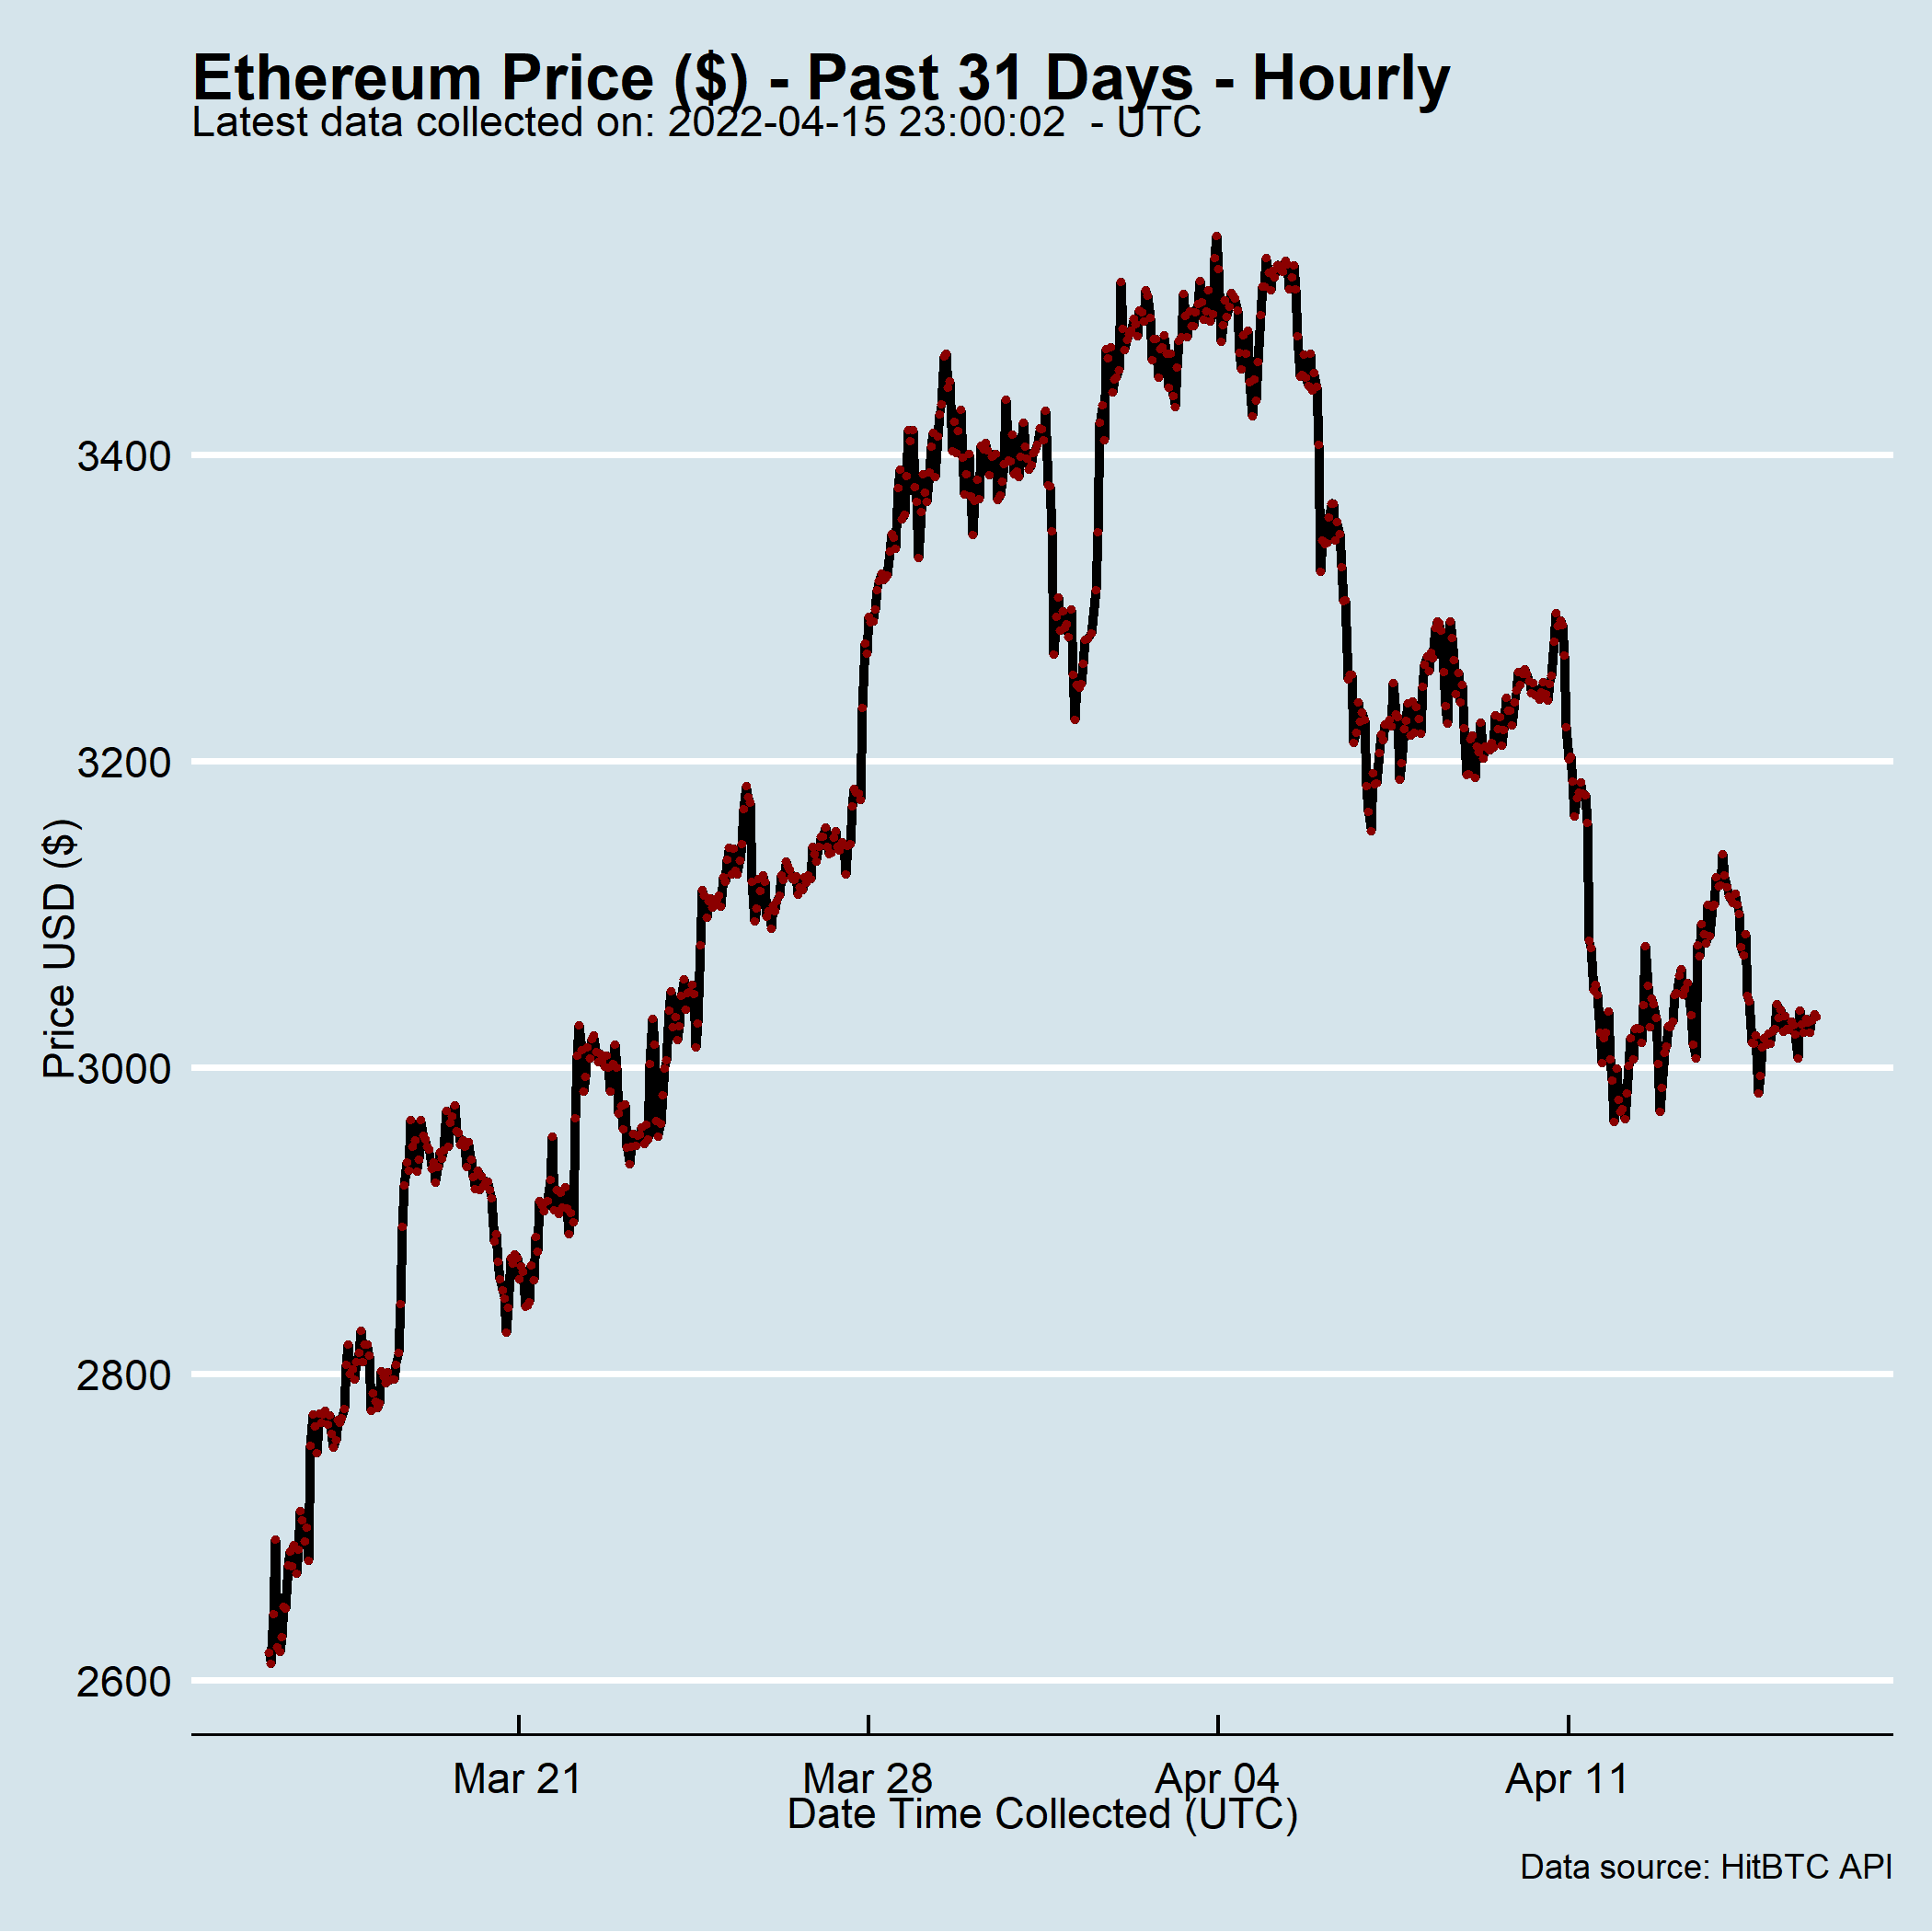 Ethereum Price ($) - Past 31 Days - Hourly
Latest data collected on: 2022-04-15 23:00:02  - UTC
3400
3200
3000
2800
2600
Price USD ($)
Mar 21
Mar 28
Apr 04
Apr 11
Date Time Collected (UTC)
Data source: HitBTC API